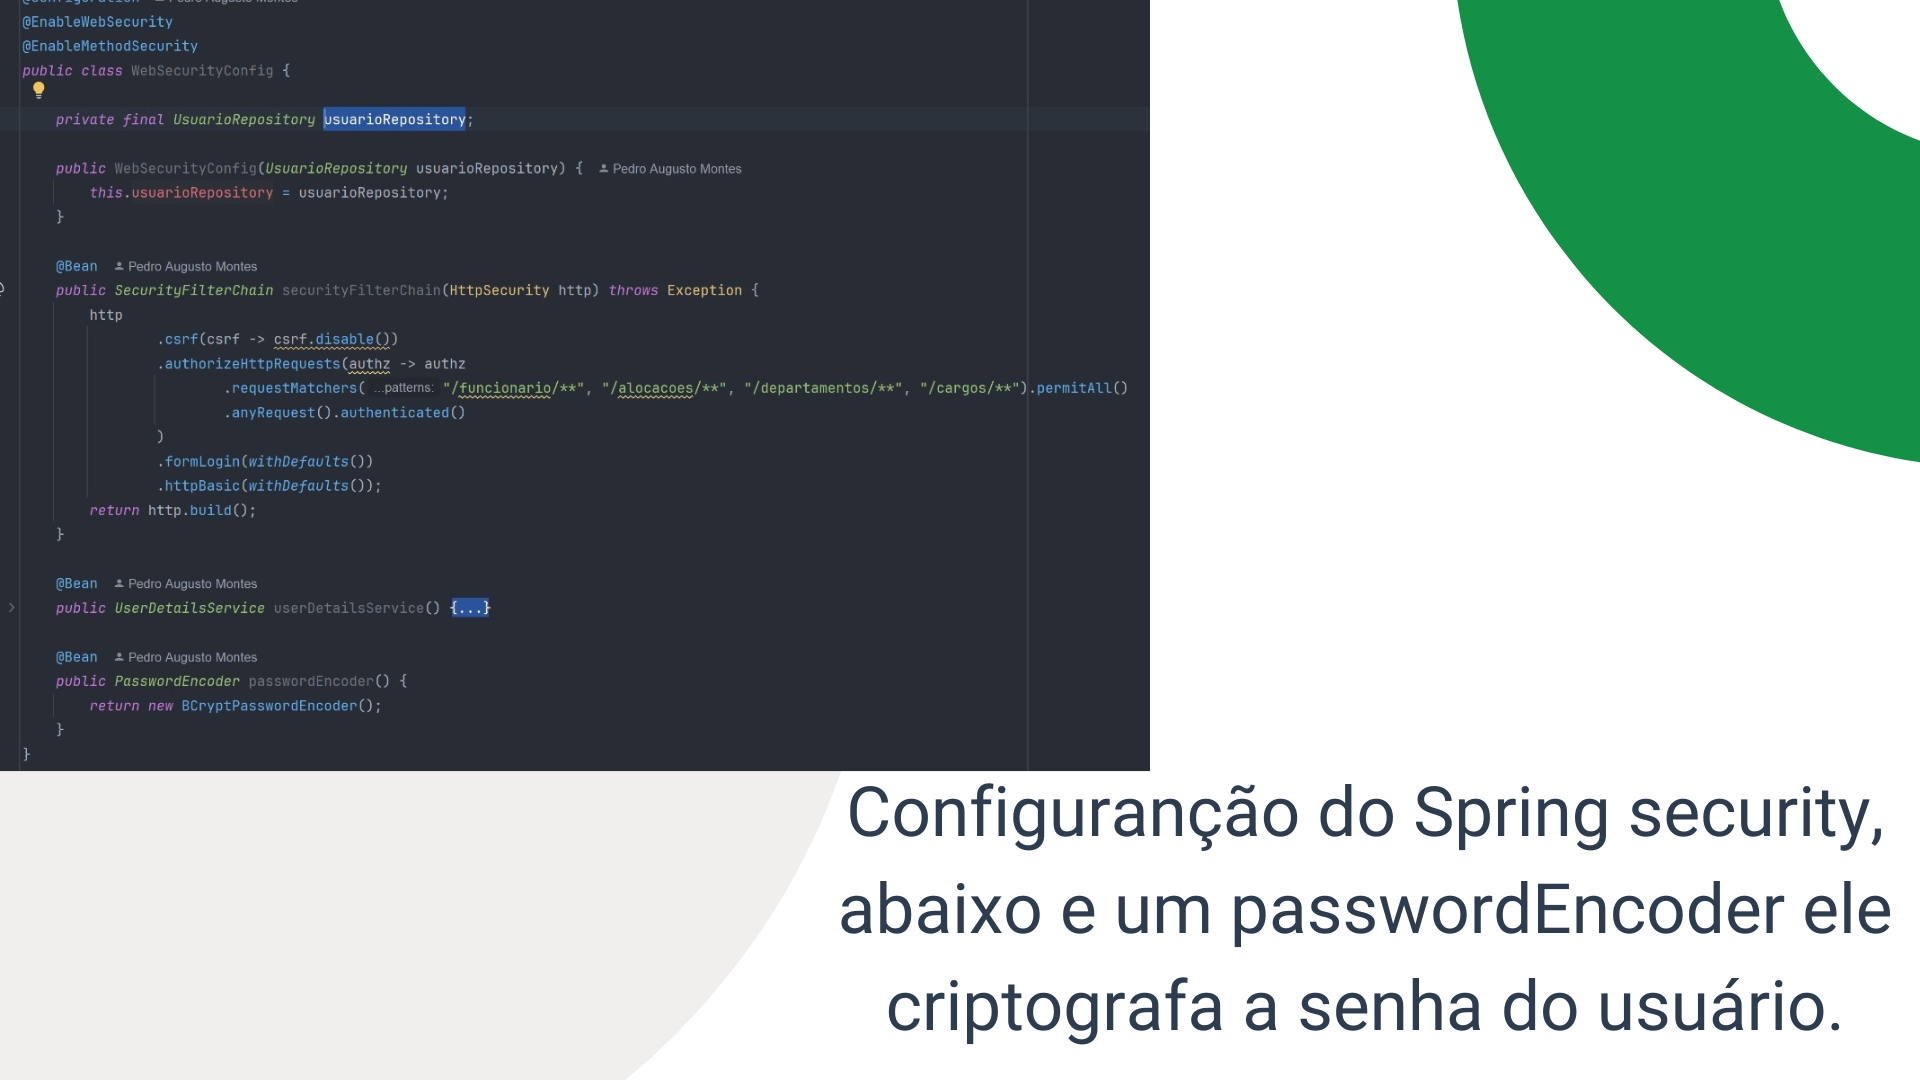 @Configuration Pedro Augusto Montes
@EnableWebSecurity
@EnableMethodSecurity
public class WebSecurityConfig {
private final UsuarioRepository usuarioRepository;
public WebSecurityConfig(UsuarioRepository usuarioRepository) { Pedro Augusto Montes
this.usuarioRepository = usuarioRepository;
}
@Bean Pedro Augusto Montes
public SecurityFilterChain securityFilterChain(HttpSecurity http) throws Exception {
http
.csrf(csrf -> csrf.disable())
.authorizeHttpRequests(authz -> authz
.requestMatchers( ...patterns: "/funcionario/**", "/alocacoes/**", "/departamentos/**", "/cargos/**").permitAll()
.anyRequest().authenticated()
)
.formLogin(withDefaults())
.httpBasic(withDefaults());
return http.build();
}
@Bean Pedro Augusto Montes
public UserDetailsService userDetailsService() {...}
@Bean Pedro Augusto Montes
public PasswordEncoder passwordEncoder() {
return new BCryptPasswordEncoder();
}
}
Configuranção do Spring security,
abaixo e um passwordEncoder ele
criptografa a senha do usuário.